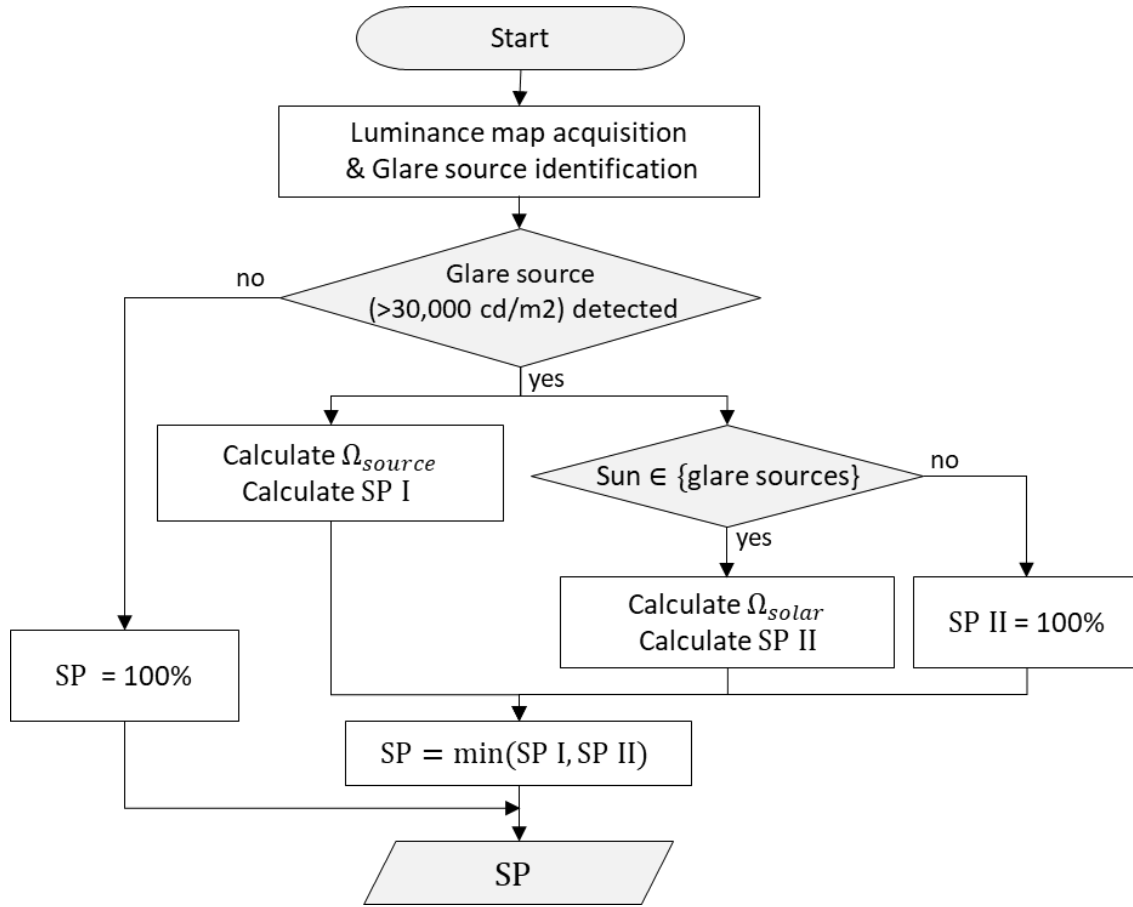 Start
Luminance map acquisition
& Glare source identification
no
Glare source
(>30,000 cd/m2) detected
yes
Calculate Ω_source
Calculate SP I
Sun ∈ {glare sources}
no
yes
Calculate Ω_solar
Calculate SP II
SP II = 100%
SP = 100%
SP = min(SP I, SP II)
SP